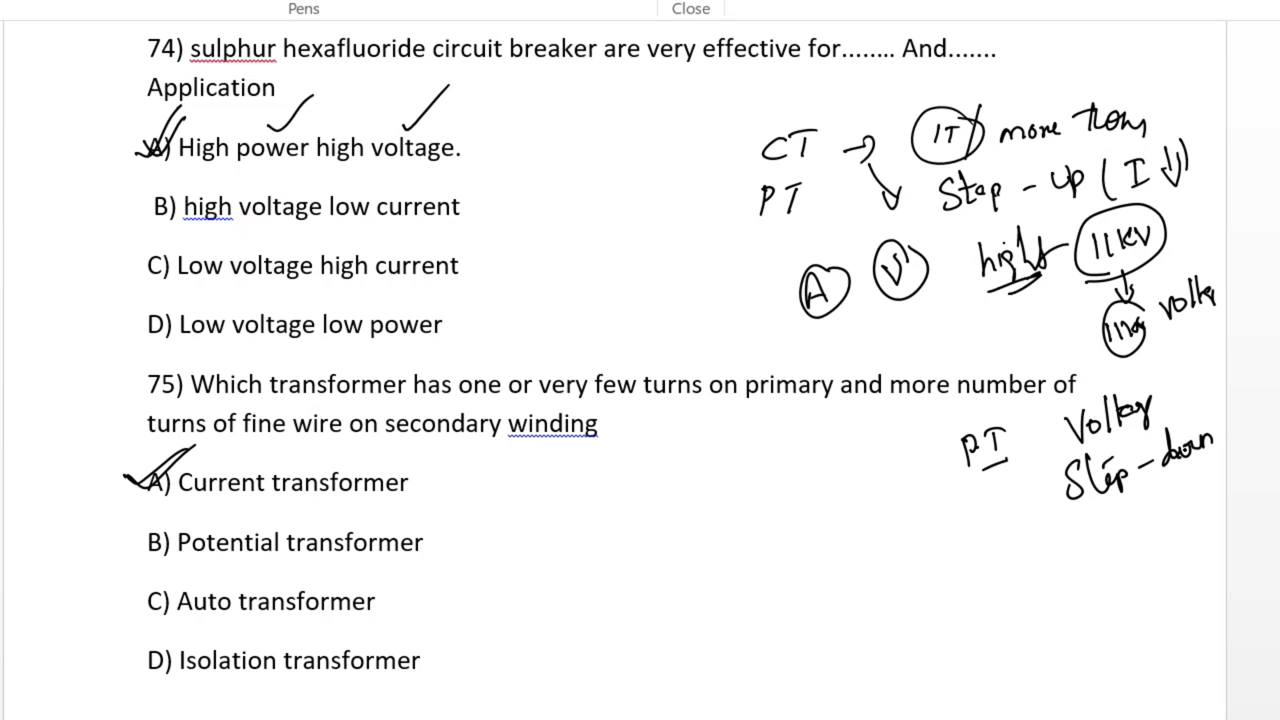 Pens Close
74) sulphur hexafluoride circuit breaker are very effective for........ And.......
Application
A) High power high voltage.
B) high voltage low current
C) Low voltage high current
D) Low voltage low power
75) Which transformer has one or very few turns on primary and more number of
turns of fine wire on secondary winding
A) Current transformer
B) Potential transformer
C) Auto transformer
D) Isolation transformer
CT → 1T more
PT Step-up (I ↓)
A V high 11KV
PT
Step-down